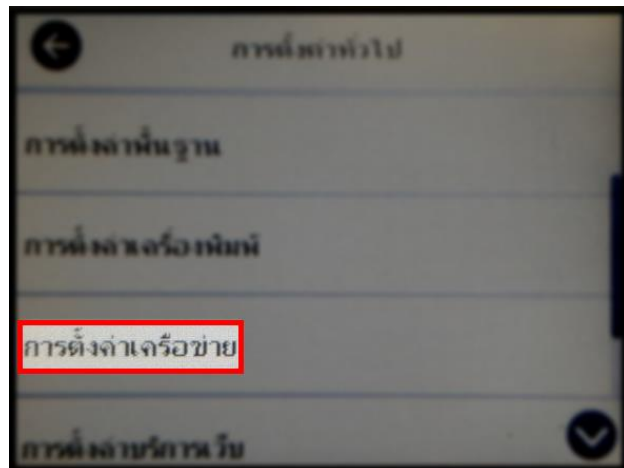 การตั้งค่าทั่วไป
การตั้งค่าพื้นฐาน
การตั้งค่าเครื่องพิมพ์
การตั้งค่าเครือข่าย
การตั้งค่าบริการเว็บ